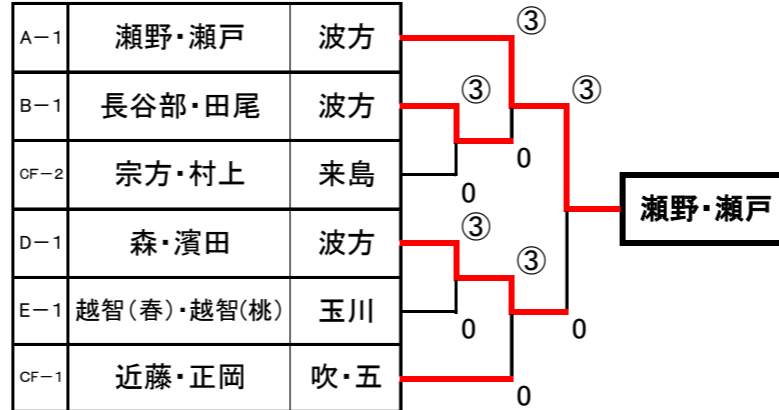 A－1 瀬野・瀬戸 波方
B－1 長谷部・田尾 波方
CF－2 宗方・村上 来島
D－1 森・濱田 波方
E－1 越智（春）・越智(桃) 玉川
CF－1 近藤・正岡 吹・五
③
③
③
0
0
瀬野・瀬戸
③
③
0
0
0